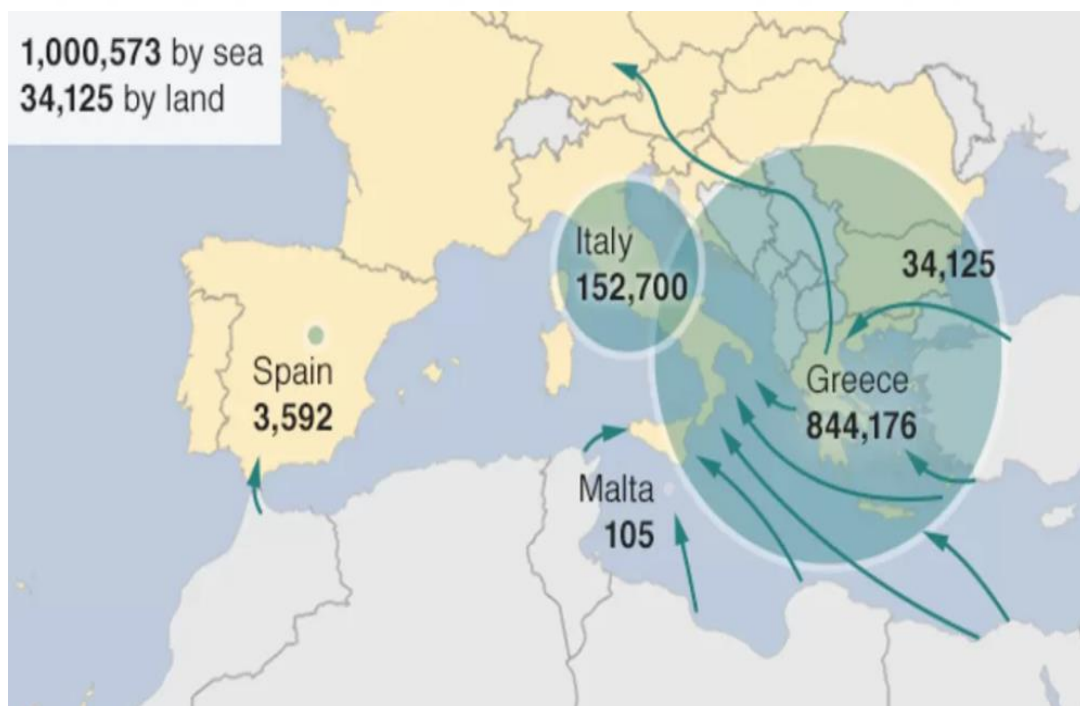 1,000,573 by sea
34,125 by land
Italy
152,700
34,125
Spain
3,592
Greece
844,176
Malta
105